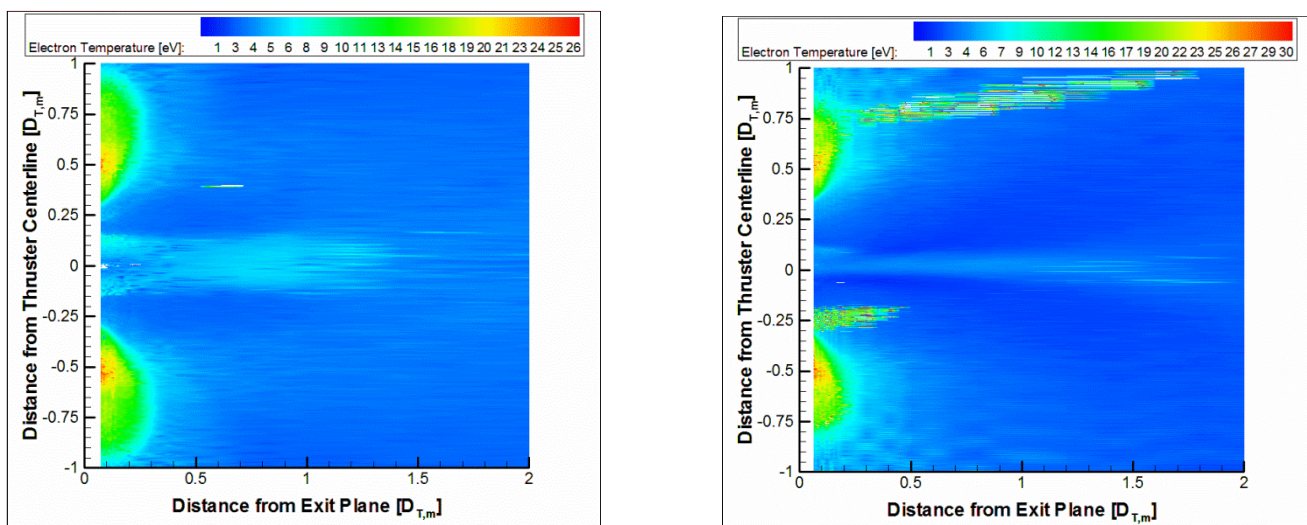 Electron Temperature [eV]: 1 3 4 5 6 8 9 10 11 13 14 15 16 18 19 20 21 23 24 25 26
Distance from Thruster Centerline [D_T,m]
1
0.75
0.5
0.25
0
-0.25
-0.5
-0.75
-1
0 0.5 1 1.5 2
Distance from Exit Plane [D_T,m]
Electron Temperature [eV]: 1 3 4 6 7 9 10 12 13 14 16 17 19 20 22 23 25 26 27 29 30
Distance from Thruster Centerline [D_T,m]
1
0.75
0.5
0.25
0
-0.25
-0.5
-0.75
-1
0 0.5 1 1.5 2
Distance from Exit Plane [D_T,m]